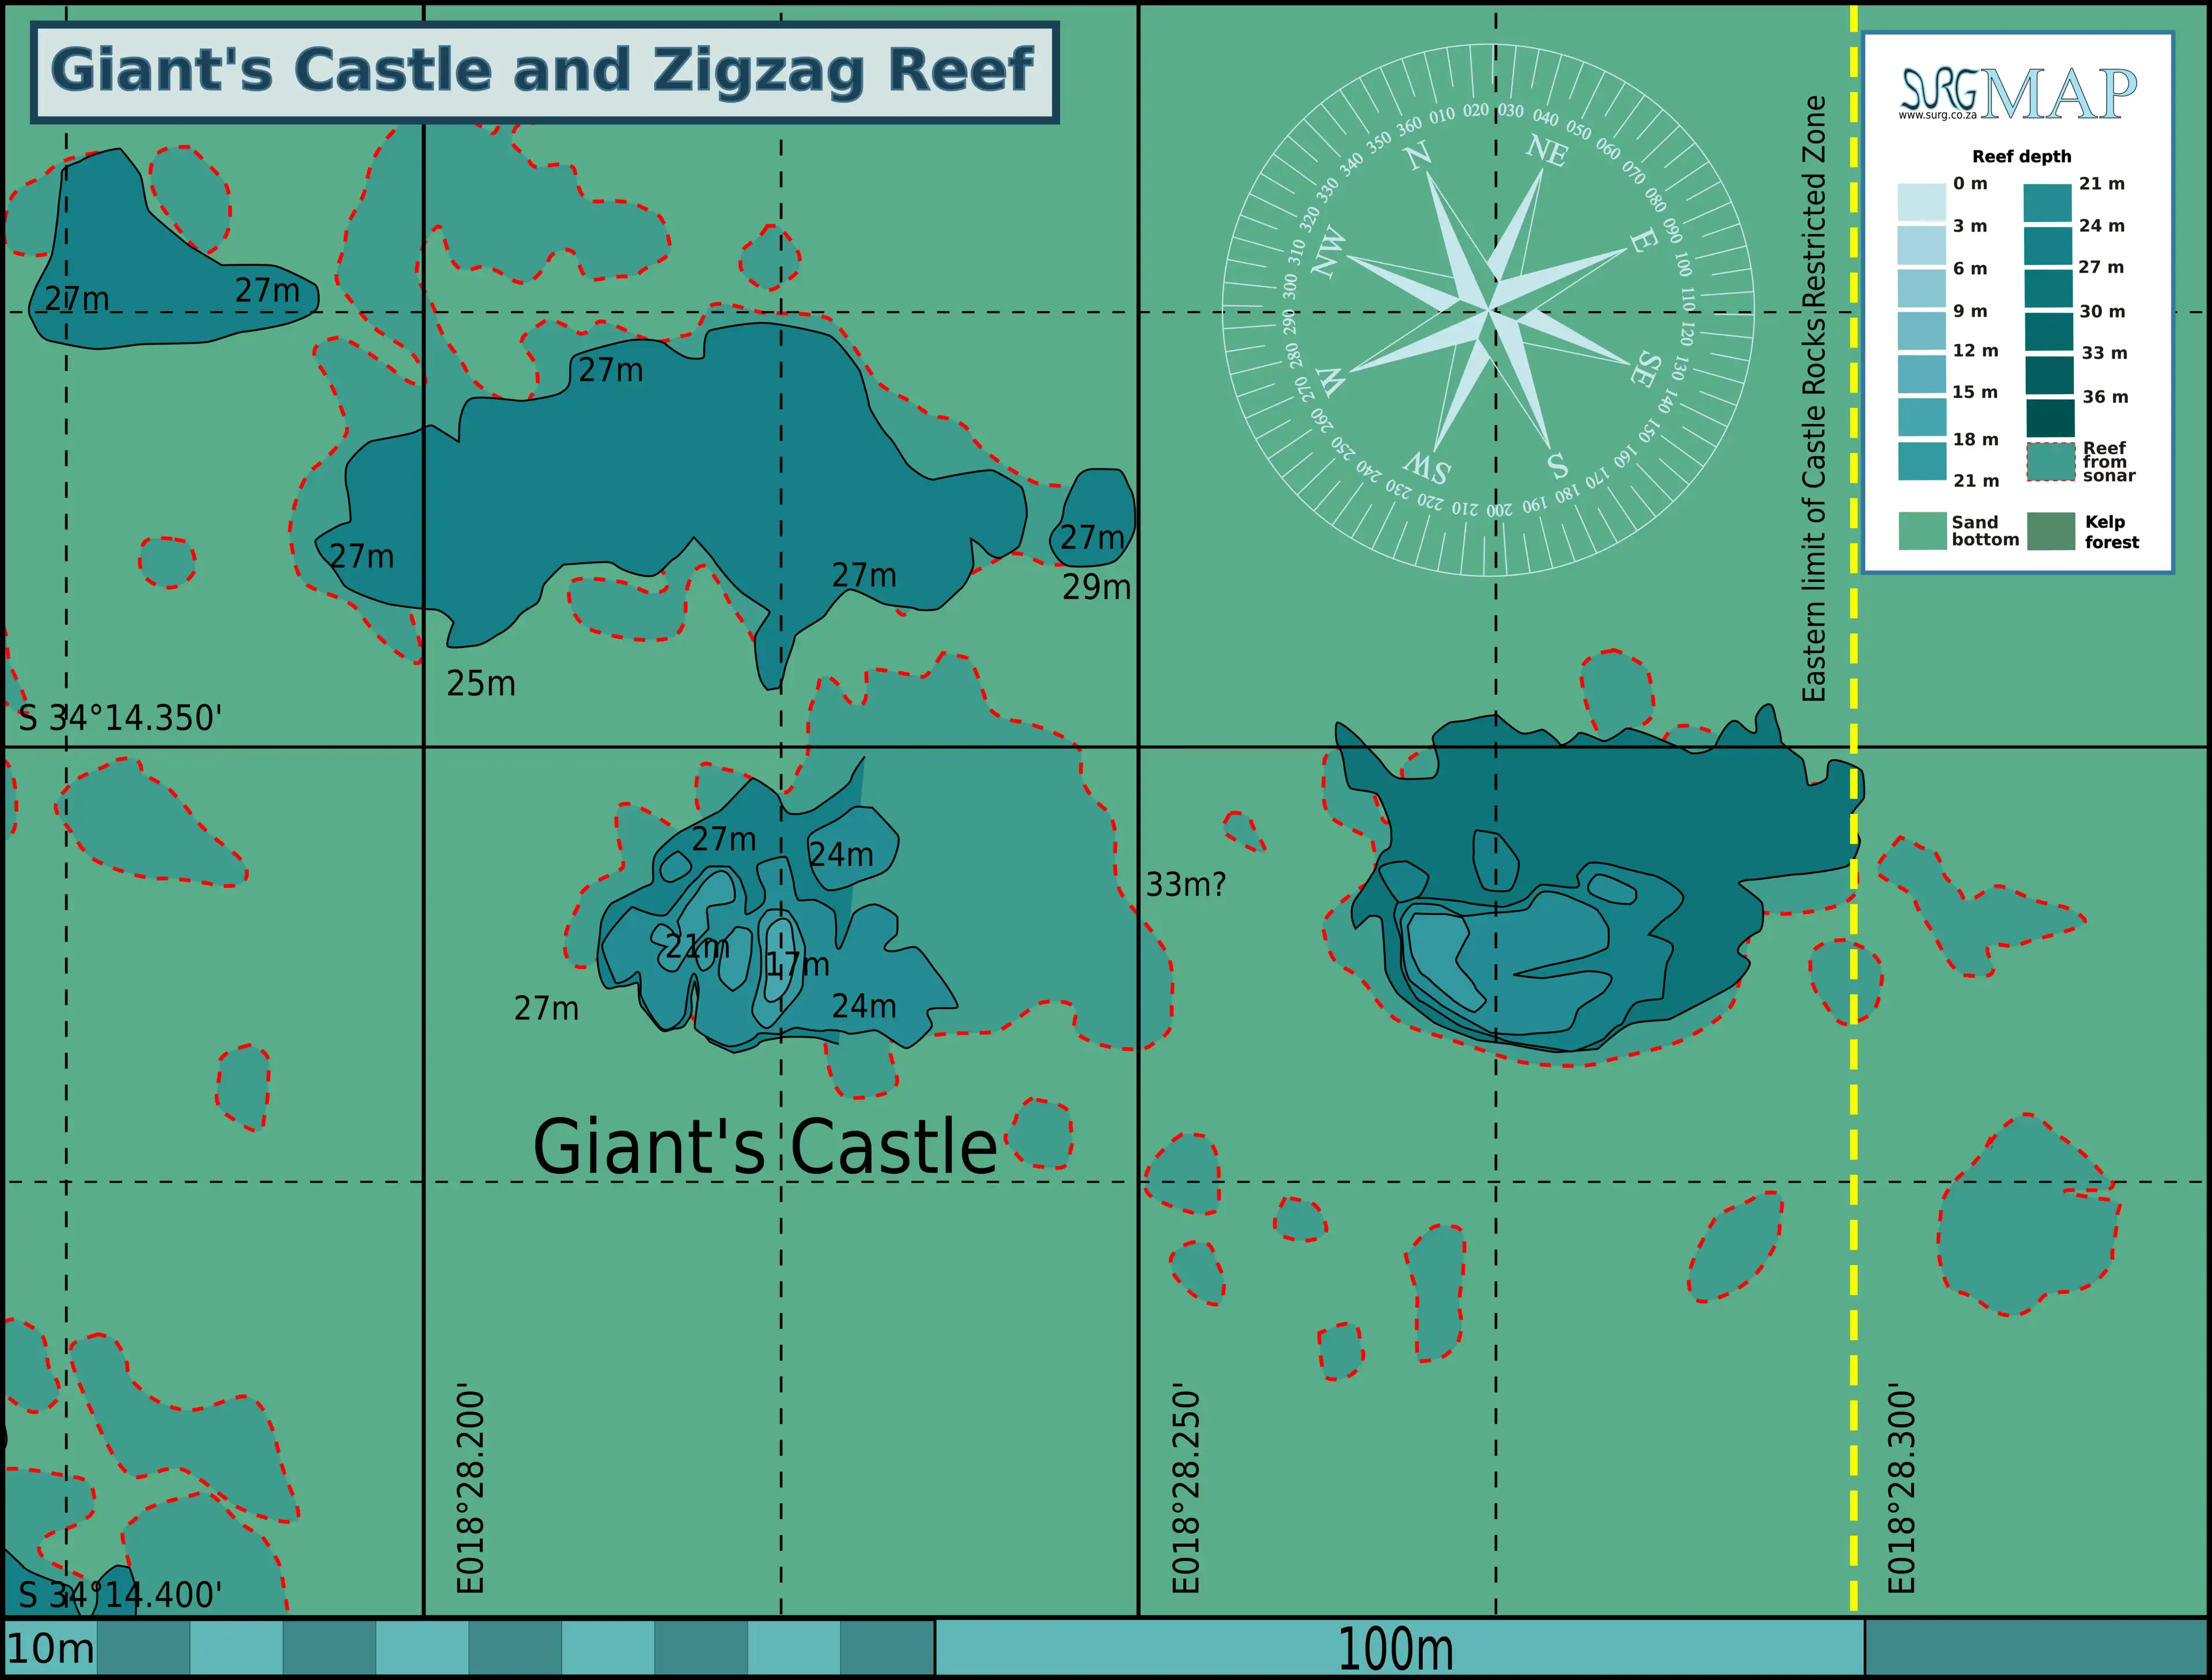 Giant's Castle and Zigzag Reef
SURG MAP
www.surg.co.za
Reef depth
0 m
3 m
6 m
9 m
12 m
15 m
18 m
21 m
21 m
24 m
27 m
30 m
33 m
36 m
Reef
from
sonar
Sand
bottom
Kelp
forest
Eastern limit of Castle Rocks Restricted Zone
360 010 020 030 040 050 060 070 080 090 100 110 120 130 140 150 160 170 180 190 200 210 220 230 240 250 260 270 280 290 300 310 320 330 340 350
N NE E SE S SW W NW
27m
27m
27m
27m
27m
27m
29m
25m
S 34°14.350'
27m
24m
33m?
21m
17m
27m
24m
Giant's Castle
E018°28.200'
E018°28.250'
E018°28.300'
S 34°14.400'
10m
100m